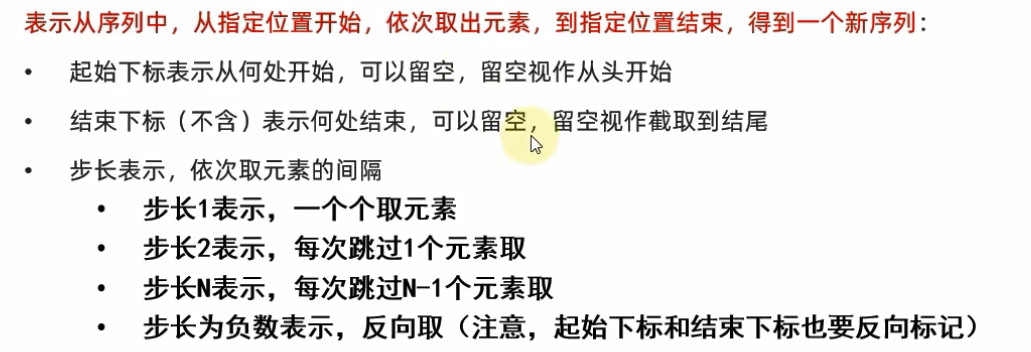 表示从序列中，从指定位置开始，依次取出元素，到指定位置结束，得到一个新序列：
• 起始下标表示从何处开始，可以留空，留空视作从头开始
• 结束下标（不含）表示何处结束，可以留空，留空视作截取到结尾
• 步长表示，依次取元素的间隔
• 步长1表示，一个个取元素
• 步长2表示，每次跳过1个元素取
• 步长N表示，每次跳过N-1个元素取
• 步长为负数表示，反向取（注意，起始下标和结束下标也要反向标记）